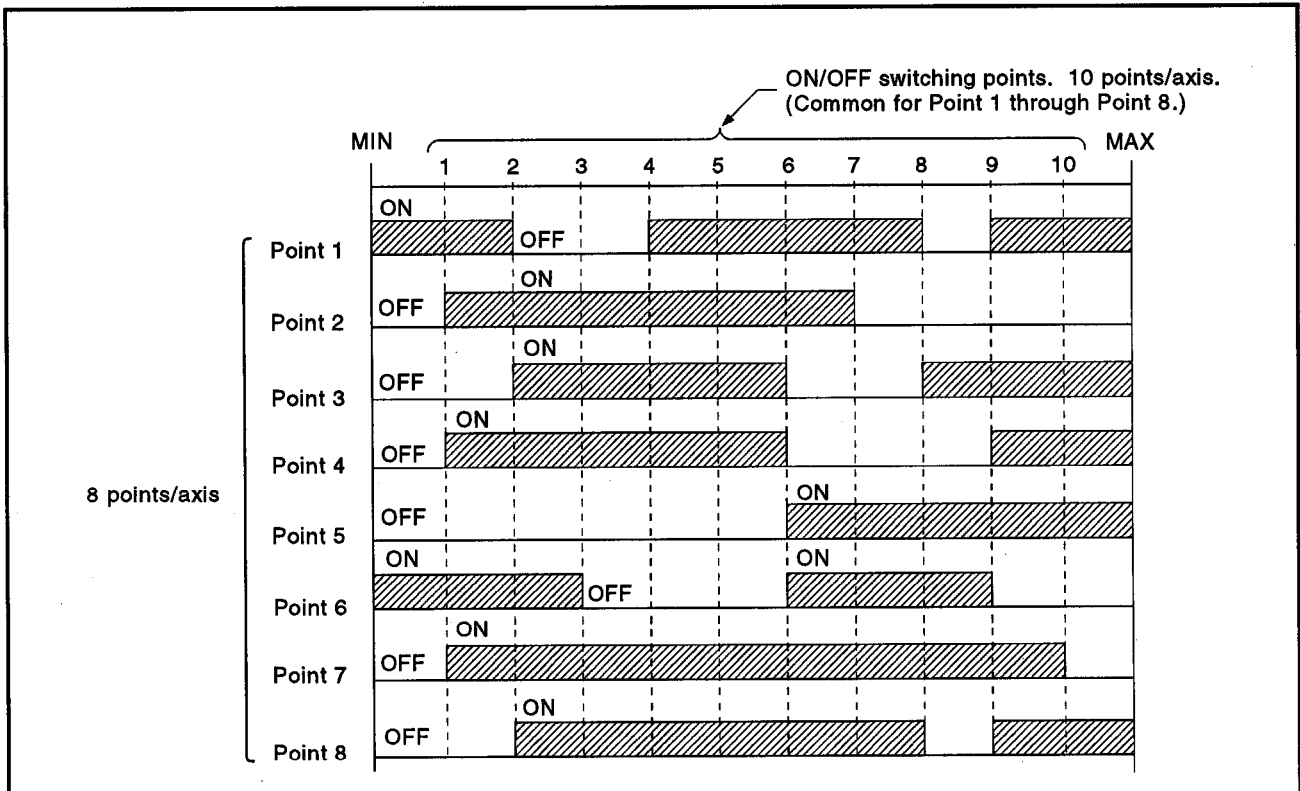 ON/OFF switching points. 10 points/axis.
(Common for Point 1 through Point 8.)
MIN MAX
1 2 3 4 5 6 7 8 9 10
ON
Point 1 OFF
ON
Point 2 OFF
ON
Point 3 OFF
ON
Point 4 OFF
8 points/axis
ON
Point 5 OFF
ON ON
Point 6 OFF
ON
Point 7 OFF
ON
Point 8 OFF